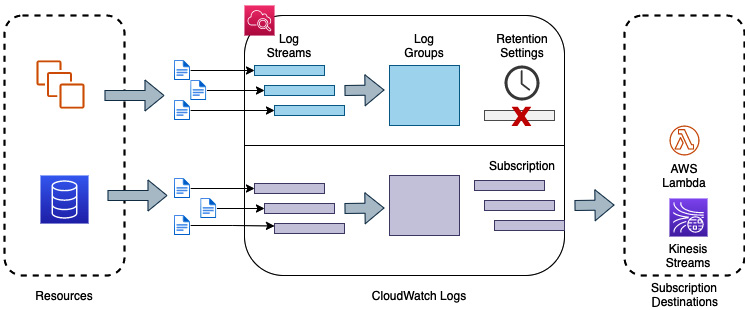 Log
Streams
Log
Groups
Retention
Settings
Subscription
AWS
Lambda
Kinesis
Streams
Resources
CloudWatch Logs
Subscription
Destinations